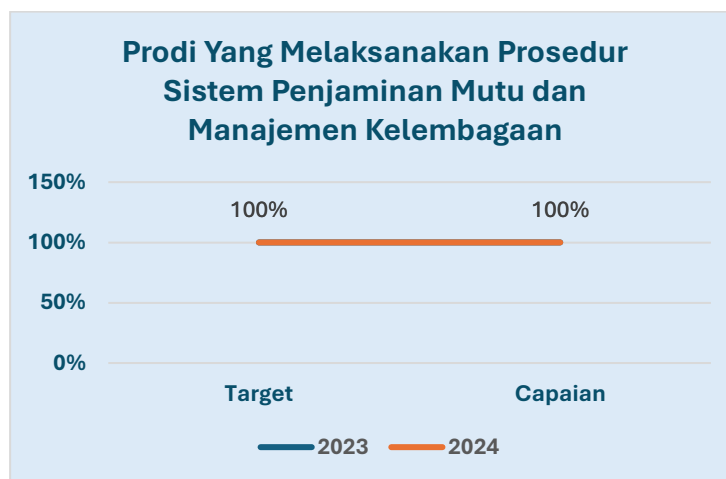 Prodi Yang Melaksanakan Prosedur
Sistem Penjaminan Mutu dan
Manajemen Kelembagaan
150%
100%
50%
0%
100% 100%
Target Capaian
2023 2024